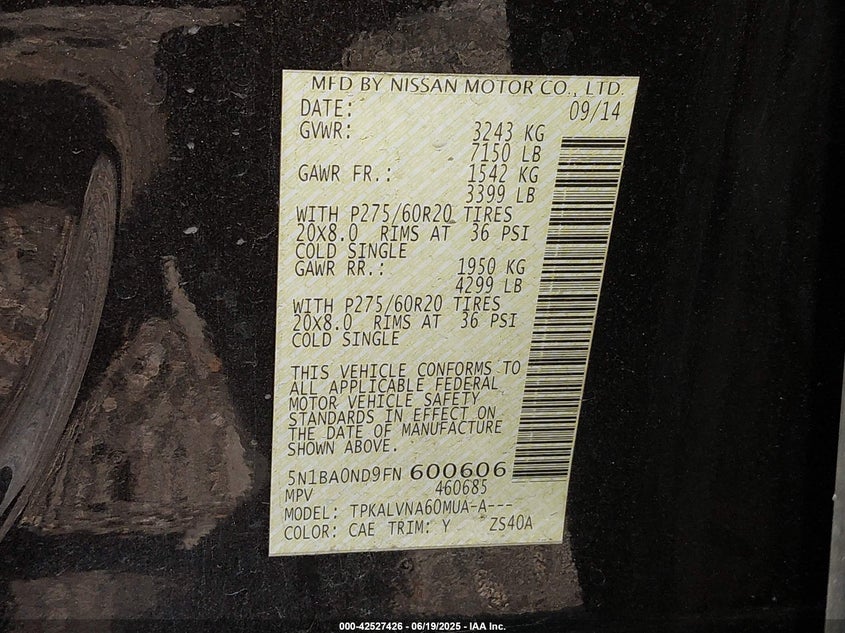 MFD BY NISSAN MOTOR CO., LTD.
DATE: 09/14
GVWR: 3243 KG
7150 LB
GAWR FR.: 1542 KG
3399 LB
WITH P275/60R20 TIRES
20X8.0 RIMS AT 36 PSI
COLD SINGLE
GAWR RR.: 1950 KG
4299 LB
WITH P275/60R20 TIRES
20X8.0 RIMS AT 36 PSI
COLD SINGLE
THIS VEHICLE CONFORMS TO
ALL APPLICABLE FEDERAL
MOTOR VEHICLE SAFETY
STANDARDS IN EFFECT ON
THE DATE OF MANUFACTURE
SHOWN ABOVE.
5N1BA0ND9FN 600606
MPV 460685
MODEL: TPKALVNA60MUA-A---
COLOR: CAE TRIM: Y ZS40A
000-42527426 - 06/19/2025 - IAA Inc.